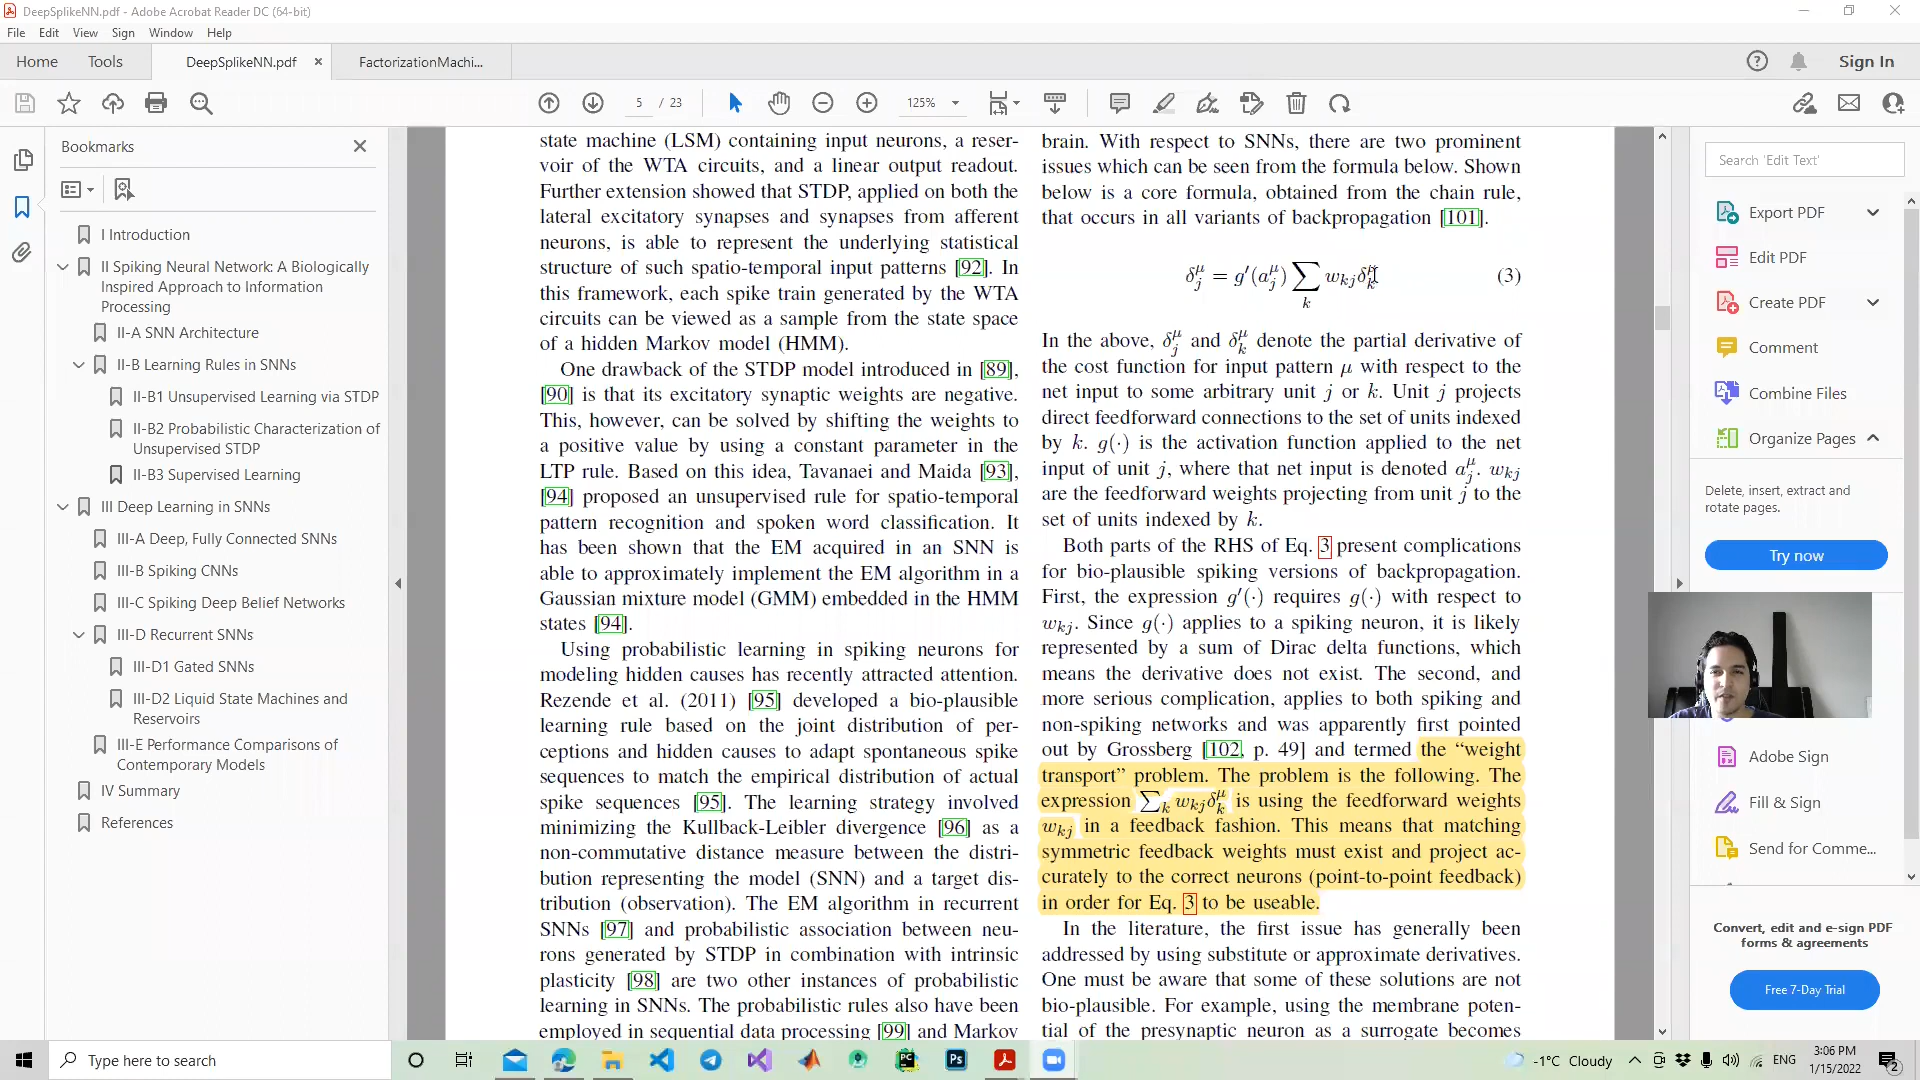 DeepSplikeNN.pdf - Adobe Acrobat Reader DC (64-bit)
File Edit View Sign Window Help
Home Tools DeepSplikeNN.pdf × FactorizationMachi... Sign In
5 / 23 125%
Bookmarks
I Introduction
II Spiking Neural Network: A Biologically
Inspired Approach to Information
Processing
II-A SNN Architecture
II-B Learning Rules in SNNs
II-B1 Unsupervised Learning via STDP
II-B2 Probabilistic Characterization of
Unsupervised STDP
II-B3 Supervised Learning
III Deep Learning in SNNs
III-A Deep, Fully Connected SNNs
III-B Spiking CNNs
III-C Spiking Deep Belief Networks
III-D Recurrent SNNs
III-D1 Gated SNNs
III-D2 Liquid State Machines and
Reservoirs
III-E Performance Comparisons of
Contemporary Models
IV Summary
References
state machine (LSM) containing input neurons, a reser-
voir of the WTA circuits, and a linear output readout.
Further extension showed that STDP, applied on both the
lateral excitatory synapses and synapses from afferent
neurons, is able to represent the underlying statistical
structure of such spatio-temporal input patterns [92]. In
this framework, each spike train generated by the WTA
circuits can be viewed as a sample from the state space
of a hidden Markov model (HMM).
One drawback of the STDP model introduced in [89],
[90] is that its excitatory synaptic weights are negative.
This, however, can be solved by shifting the weights to
a positive value by using a constant parameter in the
LTP rule. Based on this idea, Tavanaei and Maida [93],
[94] proposed an unsupervised rule for spatio-temporal
pattern recognition and spoken word classification. It
has been shown that the EM acquired in an SNN is
able to approximately implement the EM algorithm in a
Gaussian mixture model (GMM) embedded in the HMM
states [94].
Using probabilistic learning in spiking neurons for
modeling hidden causes has recently attracted attention.
Rezende et al. (2011) [95] developed a bio-plausible
learning rule based on the joint distribution of per-
ceptions and hidden causes to adapt spontaneous spike
sequences to match the empirical distribution of actual
spike sequences [95]. The learning strategy involved
minimizing the Kullback-Leibler divergence [96] as a
non-commutative distance measure between the distri-
bution representing the model (SNN) and a target dis-
tribution (observation). The EM algorithm in recurrent
SNNs [97] and probabilistic association between neu-
rons generated by STDP in combination with intrinsic
plasticity [98] are two other instances of probabilistic
learning in SNNs. The probabilistic rules also have been
employed in sequential data processing [99] and Markov
brain. With respect to SNNs, there are two prominent
issues which can be seen from the formula below. Shown
below is a core formula, obtained from the chain rule,
that occurs in all variants of backpropagation [101].
δ_j^μ = g′(a_j^μ) ∑_k w_kj δ_k^μ (3)
In the above, δ_j^μ and δ_k^μ denote the partial derivative of
the cost function for input pattern μ with respect to the
net input to some arbitrary unit j or k. Unit j projects
direct feedforward connections to the set of units indexed
by k. g(·) is the activation function applied to the net
input of unit j, where that net input is denoted a_j^μ. w_kj
are the feedforward weights projecting from unit j to the
set of units indexed by k.
Both parts of the RHS of Eq. 3 present complications
for bio-plausible spiking versions of backpropagation.
First, the expression g′(·) requires g(·) with respect to
w_kj. Since g(·) applies to a spiking neuron, it is likely
represented by a sum of Dirac delta functions, which
means the derivative does not exist. The second, and
more serious complication, applies to both spiking and
non-spiking networks and was apparently first pointed
out by Grossberg [102, p. 49] and termed the “weight
transport” problem. The problem is the following. The
expression ∑_k w_kj δ_k^μ is using the feedforward weights
w_kj in a feedback fashion. This means that matching
symmetric feedback weights must exist and project ac-
curately to the correct neurons (point-to-point feedback)
in order for Eq. 3 to be useable.
In the literature, the first issue has generally been
addressed by using substitute or approximate derivatives.
One must be aware that some of these solutions are not
bio-plausible. For example, using the membrane poten-
tial of the presynaptic neuron as a surrogate becomes
Search 'Edit Text'
Export PDF
Edit PDF
Create PDF
Comment
Combine Files
Organize Pages
Delete, insert, extract and
rotate pages.
Try now
Adobe Sign
Fill & Sign
Send for Comme...
Convert, edit and e-sign PDF
forms & agreements
Free 7-Day Trial
Type here to search
PC
Ps
-1°C Cloudy
ENG
3:06 PM
1/15/2022
2